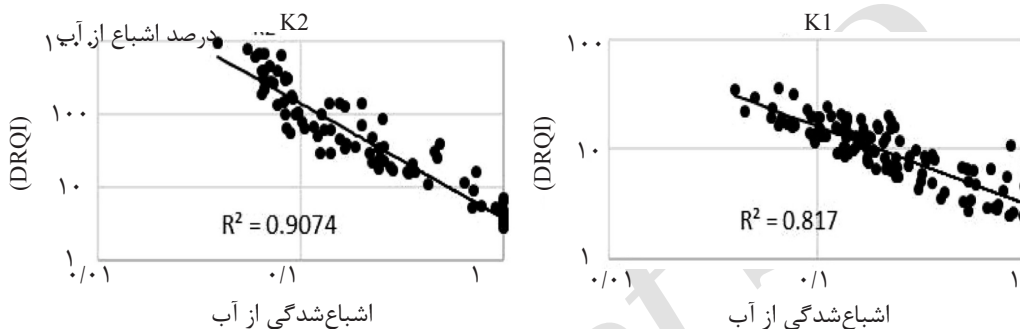 K2
درصد اشباع از آب
۱۰۰۰
۱۰۰
۱۰
۱
(DRQI)
R² = 0.9074
۰/۰۱
۰/۱
۱
اشباع‌شدگی از آب
K1
۱۰۰
۱۰
۱
(DRQI)
R² = 0.817
۰/۰۱
۰/۱
۱
اشباع‌شدگی از آب